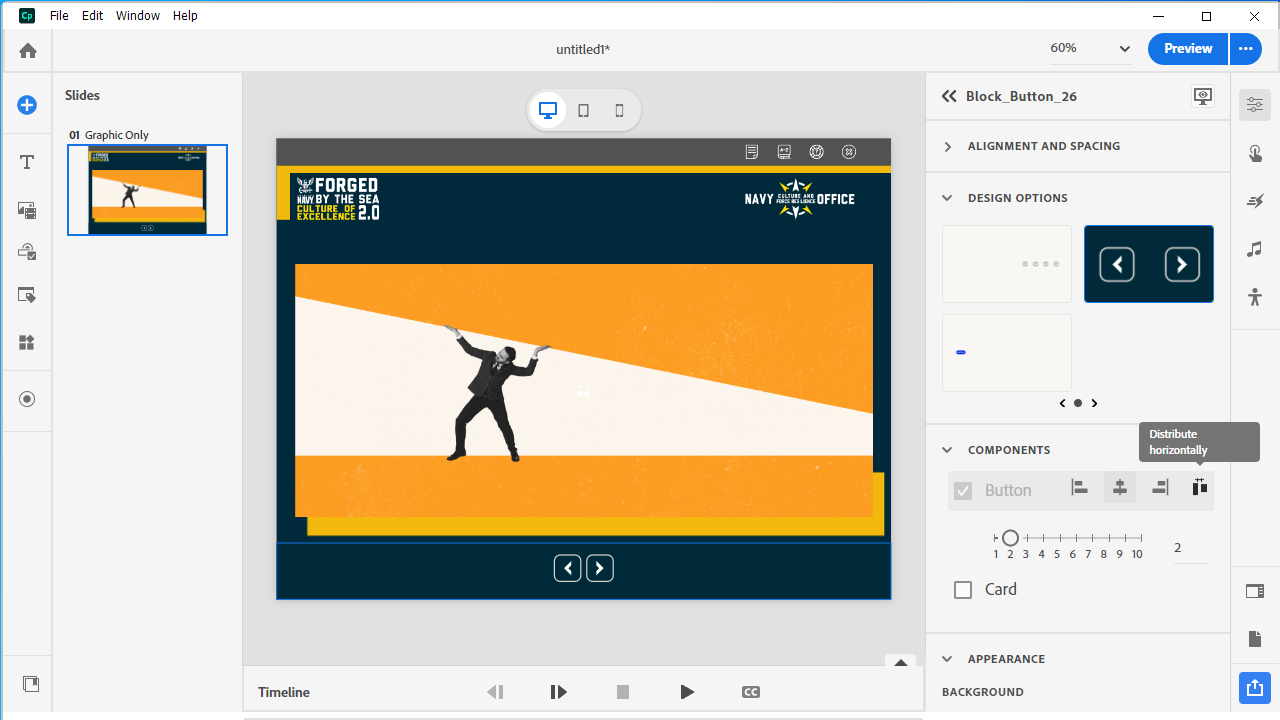 Cp File Edit Window Help
untitled1*
60%
Preview
Slides
01 Graphic Only
Block_Button_26
ALIGNMENT AND SPACING
DESIGN OPTIONS
FORGED
NAVY BY THE SEA
CULTURE OF
EXCELLENCE 2.0
NAVY CULTURE AND FORCE RESILIENCE OFFICE
A-Z
COMPONENTS
Distribute
horizontally
Button
1 2 3 4 5 6 7 8 9 10
2
Card
APPEARANCE
BACKGROUND
Timeline
CC